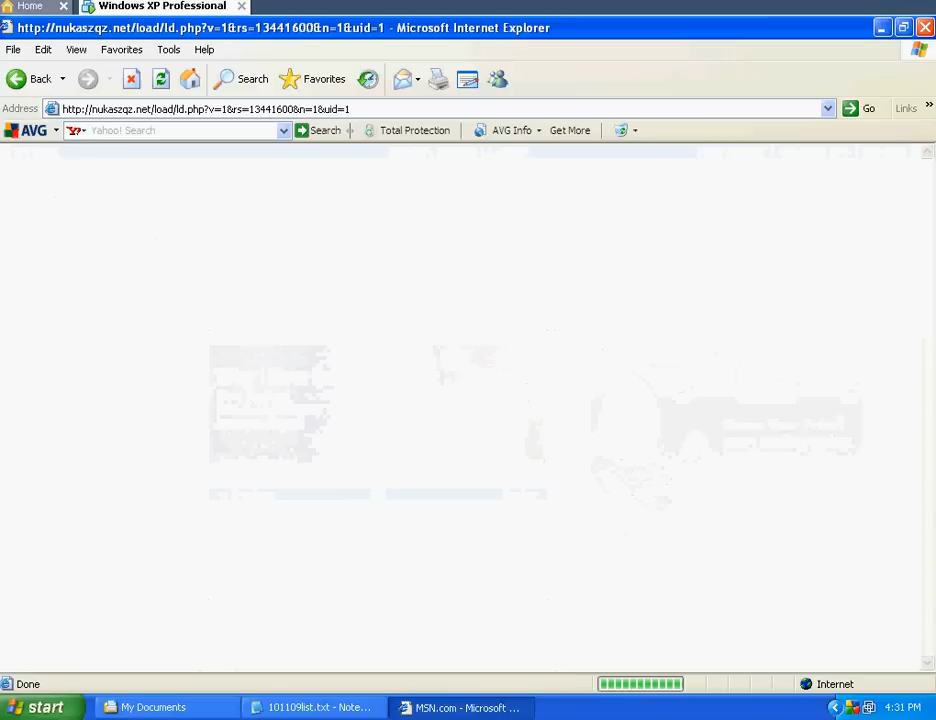 Home
Windows XP Professional
http://nukaszqz.net/load/ld.php?v=1&rs=13441600&n=1&uid=1 - Microsoft Internet Explorer
File Edit View Favorites Tools Help
Back Search Favorites
Address http://nukaszqz.net/load/ld.php?v=1&rs=13441600&n=1&uid=1 Go Links »
AVG Y! Yahoo! Search Search Total Protection AVG Info Get More
Done Internet
start My Documents 101109list.txt - Note... MSN.com - Microsoft ... 4:31 PM